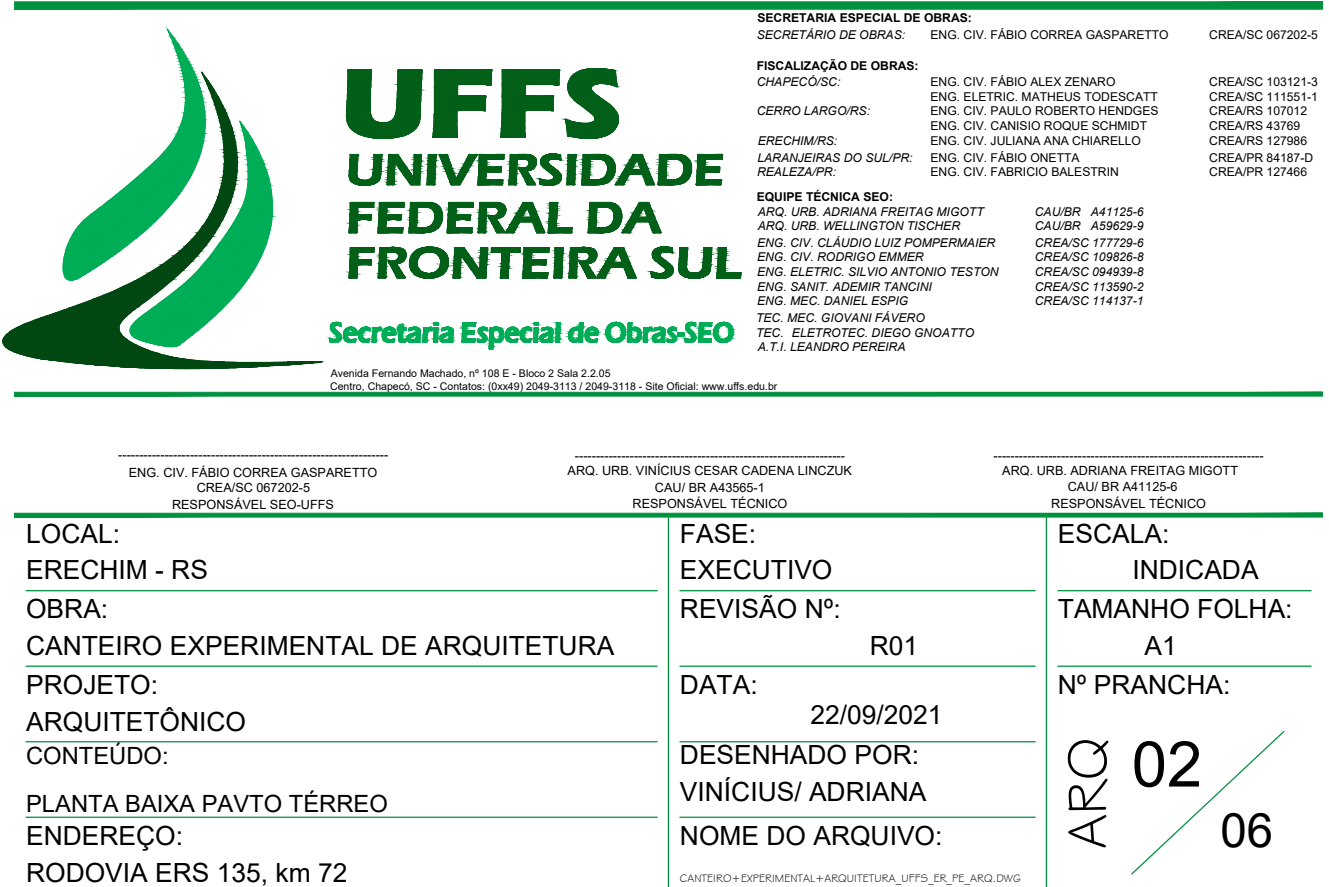 UFFS
UNIVERSIDADE
FEDERAL DA
FRONTEIRA SUL
Secretaria Especial de Obras-SEO
Avenida Fernando Machado, nº 108 E - Bloco 2 Sala 2.2.05
Centro, Chapecó, SC - Contatos: (0xx49) 2049-3113 / 2049-3118 - Site Oficial: www.uffs.edu.br
SECRETARIA ESPECIAL DE OBRAS:
SECRETÁRIO DE OBRAS: ENG. CIV. FÁBIO CORREA GASPARETTO CREA/SC 067202-5
FISCALIZAÇÃO DE OBRAS:
CHAPECÓ/SC: ENG. CIV. FÁBIO ALEX ZENARO CREA/SC 103121-3
ENG. ELETRIC. MATHEUS TODESCATT CREA/SC 111551-1
CERRO LARGO/RS: ENG. CIV. PAULO ROBERTO HENDGES CREA/RS 107012
ENG. CIV. CANISIO ROQUE SCHMIDT CREA/RS 43769
ERECHIM/RS: ENG. CIV. JULIANA ANA CHIARELLO CREA/RS 127986
LARANJEIRAS DO SUL/PR: ENG. CIV. FÁBIO ONETTA CREA/PR 84187-D
REALEZA/PR: ENG. CIV. FABRICIO BALESTRIN CREA/PR 127466
EQUIPE TÉCNICA SEO:
ARQ. URB. ADRIANA FREITAG MIGOTT CAU/BR A41125-6
ARQ. URB. WELLINGTON TISCHER CAU/BR A59629-9
ENG. CIV. CLÁUDIO LUIZ POMPERMAIER CREA/SC 177729-6
ENG. CIV. RODRIGO EMMER CREA/SC 109826-8
ENG. ELETRIC. SILVIO ANTONIO TESTON CREA/SC 094939-8
ENG. SANIT. ADEMIR TANCINI CREA/SC 113590-2
ENG. MEC. DANIEL ESPIG CREA/SC 114137-1
TEC. MEC. GIOVANI FÁVERO
TEC. ELETROTEC. DIEGO GNOATTO
A.T.I. LEANDRO PEREIRA
ENG. CIV. FÁBIO CORREA GASPARETTO
CREA/SC 067202-5
RESPONSÁVEL SEO-UFFS
ARQ. URB. VINÍCIUS CESAR CADENA LINCZUK
CAU/ BR A43565-1
RESPONSÁVEL TÉCNICO
ARQ. URB. ADRIANA FREITAG MIGOTT
CAU/ BR A41125-6
RESPONSÁVEL TÉCNICO
LOCAL:
ERECHIM - RS
OBRA:
CANTEIRO EXPERIMENTAL DE ARQUITETURA
PROJETO:
ARQUITETÔNICO
CONTEÚDO:
PLANTA BAIXA PAVTO TÉRREO
ENDEREÇO:
RODOVIA ERS 135, km 72
FASE:
EXECUTIVO
REVISÃO Nº:
R01
DATA:
22/09/2021
DESENHADO POR:
VINÍCIUS/ ADRIANA
NOME DO ARQUIVO:
CANTEIRO+EXPERIMENTAL+ARQUITETURA_UFFS_ER_PE_ARQ.DWG
ESCALA:
INDICADA
TAMANHO FOLHA:
A1
Nº PRANCHA:
ARQ
02
06